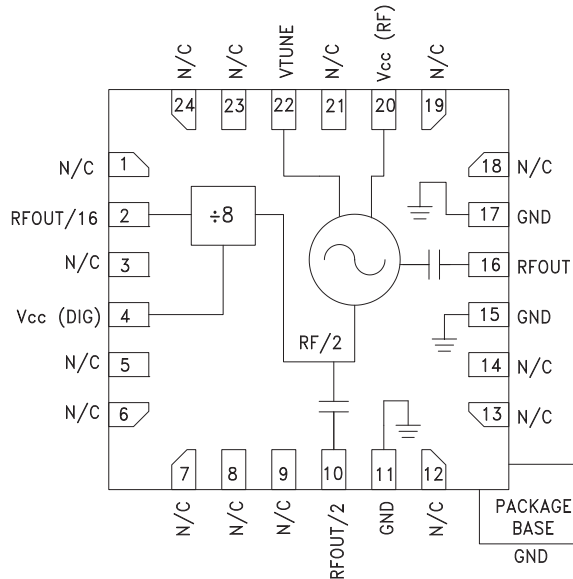 N/C
N/C
VTUNE
N/C
Vcc (RF)
N/C
24
23
22
21
20
19
N/C
1
18
N/C
RFOUT/16
2
÷8
17
GND
N/C
3
16
RFOUT
Vcc (DIG)
4
15
GND
RF/2
N/C
5
14
N/C
N/C
6
13
N/C
7
8
9
10
11
12
N/C
N/C
N/C
RFOUT/2
GND
N/C
PACKAGE
BASE
GND